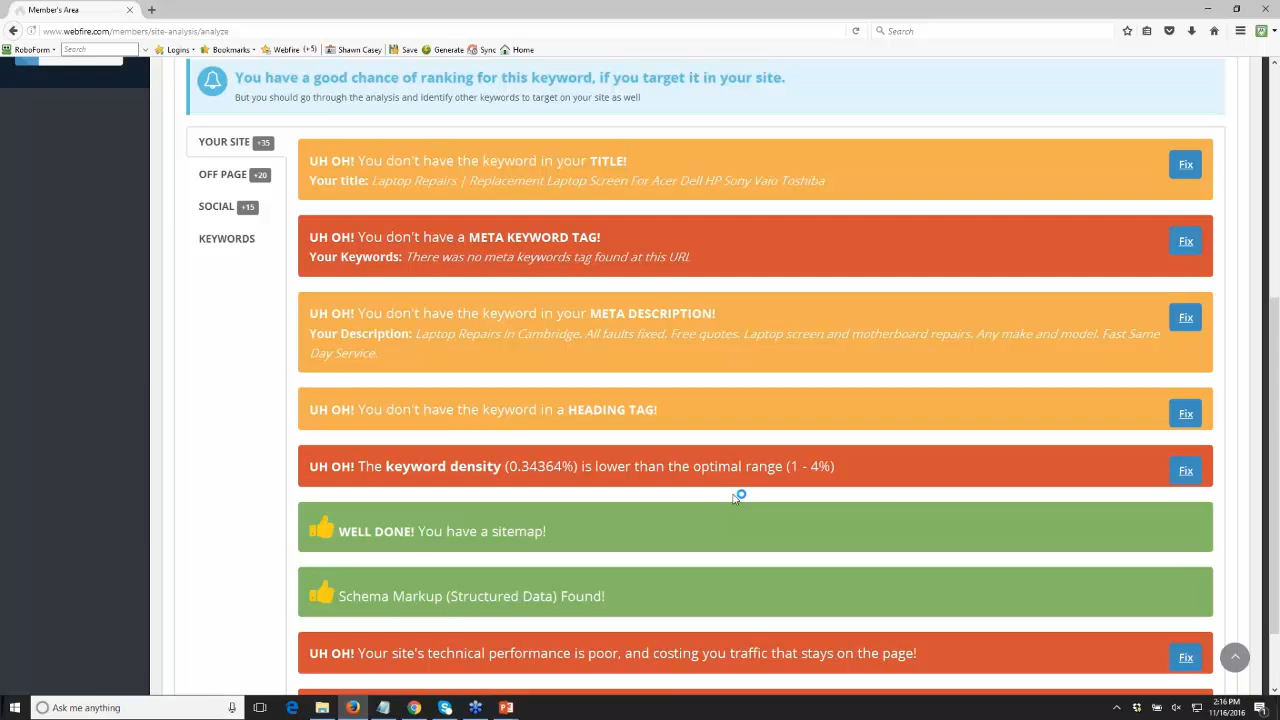 Member's Area
www.webfire.com/members/site-analysis/analyze
Search
RoboForm
Search
Logins
Bookmarks
Webfire (+5)
Shawn Casey
Save
Generate
Sync
Home
You have a good chance of ranking for this keyword, if you target it in your site.
But you should go through the analysis and identify other keywords to target on your site as well
YOUR SITE +35
OFF PAGE +20
SOCIAL +15
KEYWORDS
UH OH! You don't have the keyword in your TITLE!
Fix
Your title: Laptop Repairs | Replacement Laptop Screen For Acer Dell HP Sony Vaio Toshiba
UH OH! You don't have a META KEYWORD TAG!
Fix
Your Keywords: There was no meta keywords tag found at this URL
UH OH! You don't have the keyword in your META DESCRIPTION!
Fix
Your Description: Laptop Repairs in Cambridge. All faults fixed. Free quotes. Laptop screen and motherboard repairs. Any make and model. Fast Same
Day Service.
UH OH! You don't have the keyword in a HEADING TAG!
Fix
UH OH! The keyword density (0.34364%) is lower than the optimal range (1 - 4%)
Fix
WELL DONE! You have a sitemap!
Schema Markup (Structured Data) Found!
UH OH! Your site's technical performance is poor, and costing you traffic that stays on the page!
Fix
Ask me anything
2:16 PM
11/16/2016